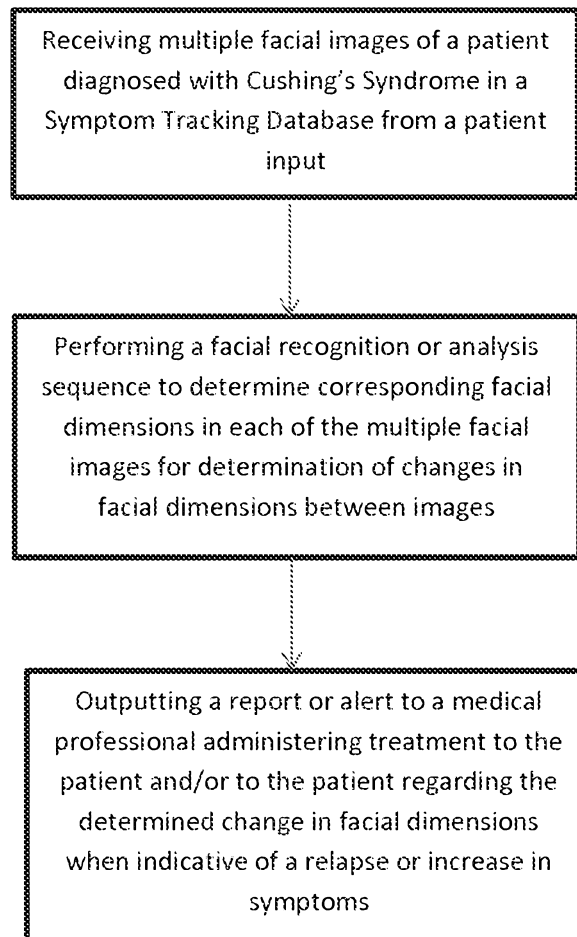 Receiving multiple facial images of a patient
diagnosed with Cushing's Syndrome in a
Symptom Tracking Database from a patient
input
Performing a facial recognition or analysis
sequence to determine corresponding facial
dimensions in each of the multiple facial
images for determination of changes in
facial dimensions between images
Outputting a report or alert to a medical
professional administering treatment to the
patient and/or to the patient regarding the
determined change in facial dimensions
when indicative of a relapse or increase in
symptoms